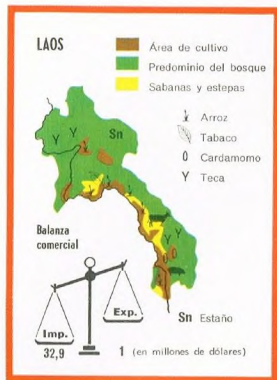 LAOS
Área de cultivo
Predominio del bosque
Sabanas y estepas
Arroz
Tabaco
Cardamomo
Y Teca
Y Y
Sn
Y
Y
Y
Balanza
comercial
Imp.
Exp.
Sn Estaño
32,9
1 (en millones de dólares)